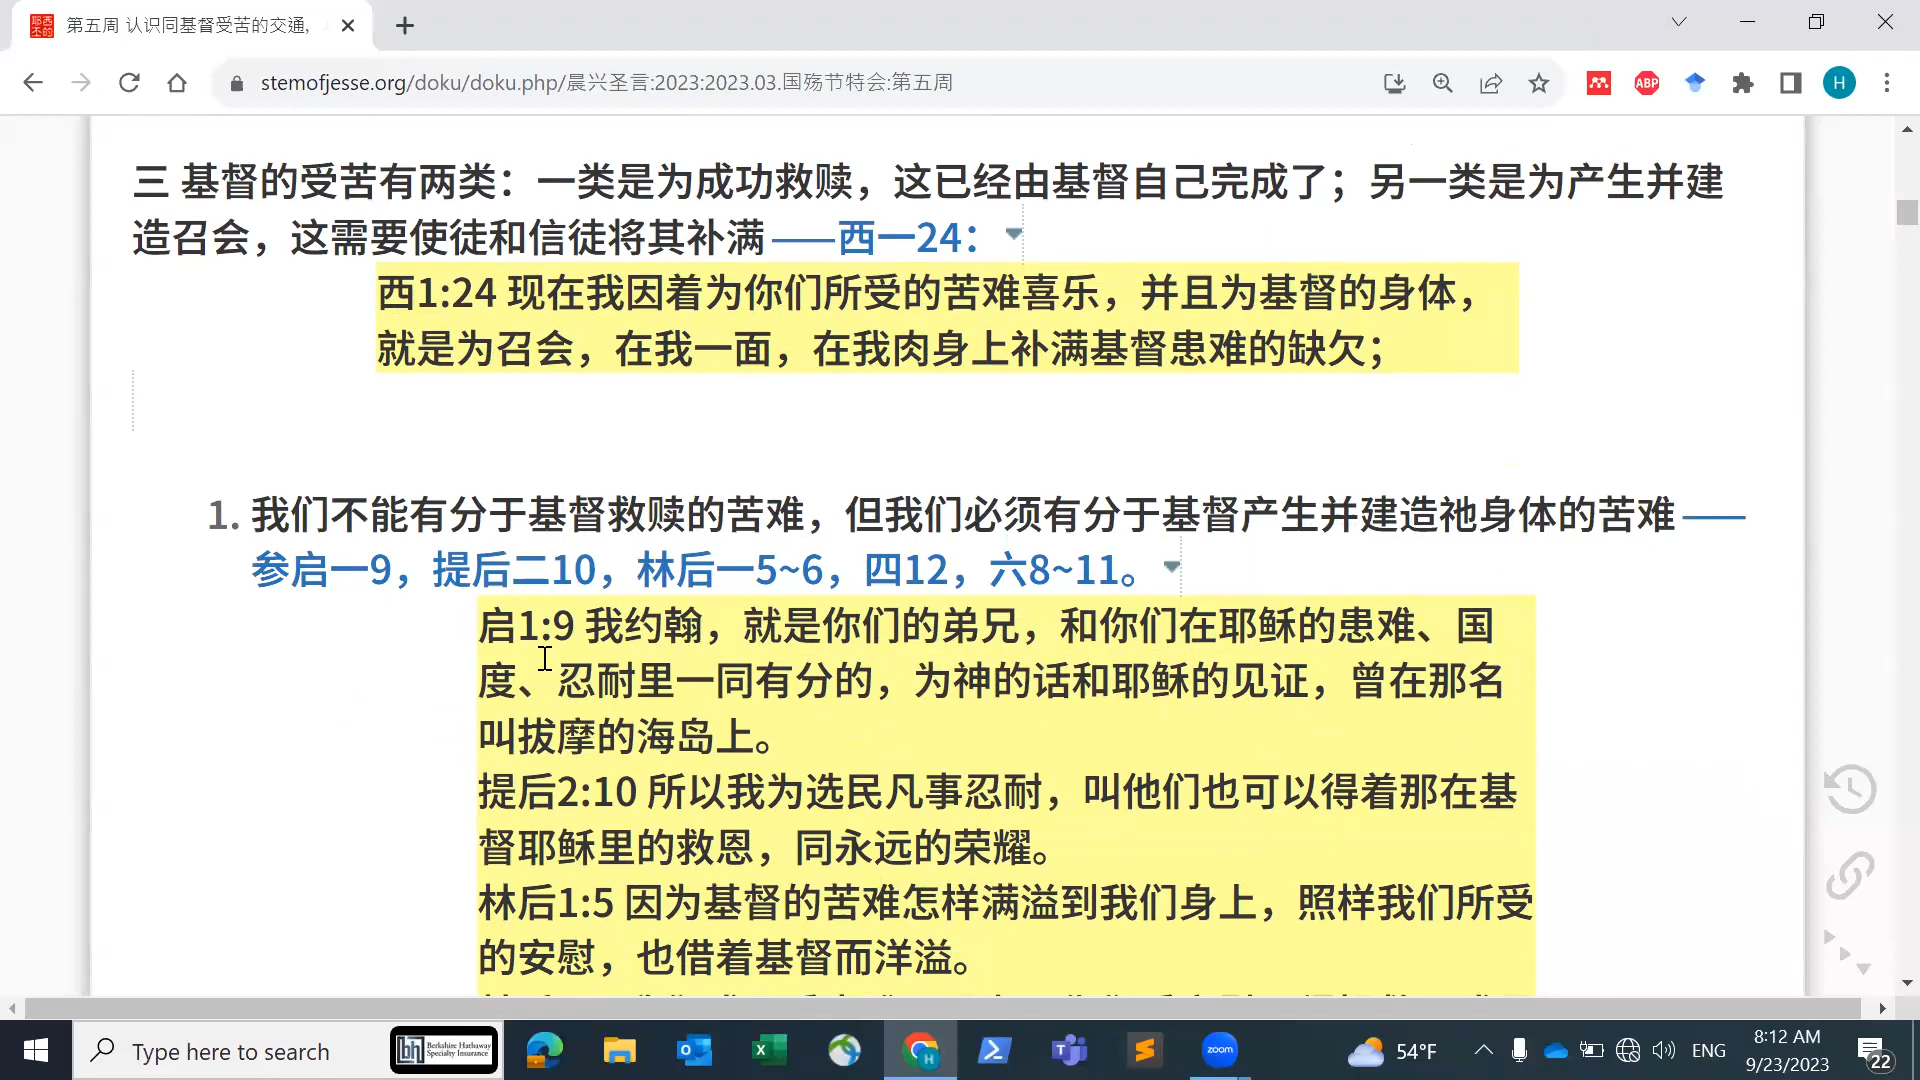 第五周 认识同基督受苦的交通,
stemofjesse.org/doku/doku.php/晨兴圣言:2023:2023.03.国殇节特会:第五周
ABP
H
三 基督的受苦有两类：一类是为成功救赎，这已经由基督自己完成了；另一类是为产生并建
造召会，这需要使徒和信徒将其补满——西一24：
西1:24 现在我因着为你们所受的苦难喜乐，并且为基督的身体，
就是为召会，在我一面，在我肉身上补满基督患难的缺欠；
1. 我们不能有分于基督救赎的苦难，但我们必须有分于基督产生并建造祂身体的苦难——
参启一9，提后二10，林后一5~6，四12，六8~11。
启1:9 我约翰，就是你们的弟兄，和你们在耶稣的患难、国
度、忍耐里一同有分的，为神的话和耶稣的见证，曾在那名
叫拔摩的海岛上。
提后2:10 所以我为选民凡事忍耐，叫他们也可以得着那在基
督耶稣里的救恩，同永远的荣耀。
林后1:5 因为基督的苦难怎样满溢到我们身上，照样我们所受
的安慰，也借着基督而洋溢。
Type here to search
Berkshire Hathaway
Specialty Insurance
zoom
54°F
ENG
8:12 AM
9/23/2023
22